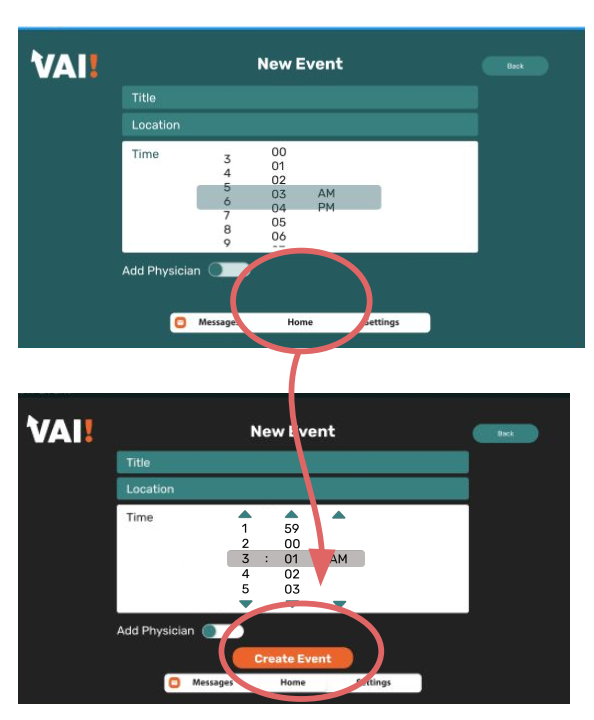 VAI!
New Event
Back
Title
Location
Time
3 00
4 01
02
5 03 AM
6 04 PM
7 05
8 06
9
Add Physician
Messages Home Settings
VAI!
New Event
Back
Title
Location
Time
1 59
2 00
3 : 01 AM
4 02
5 03
Add Physician
Create Event
Messages Home Settings